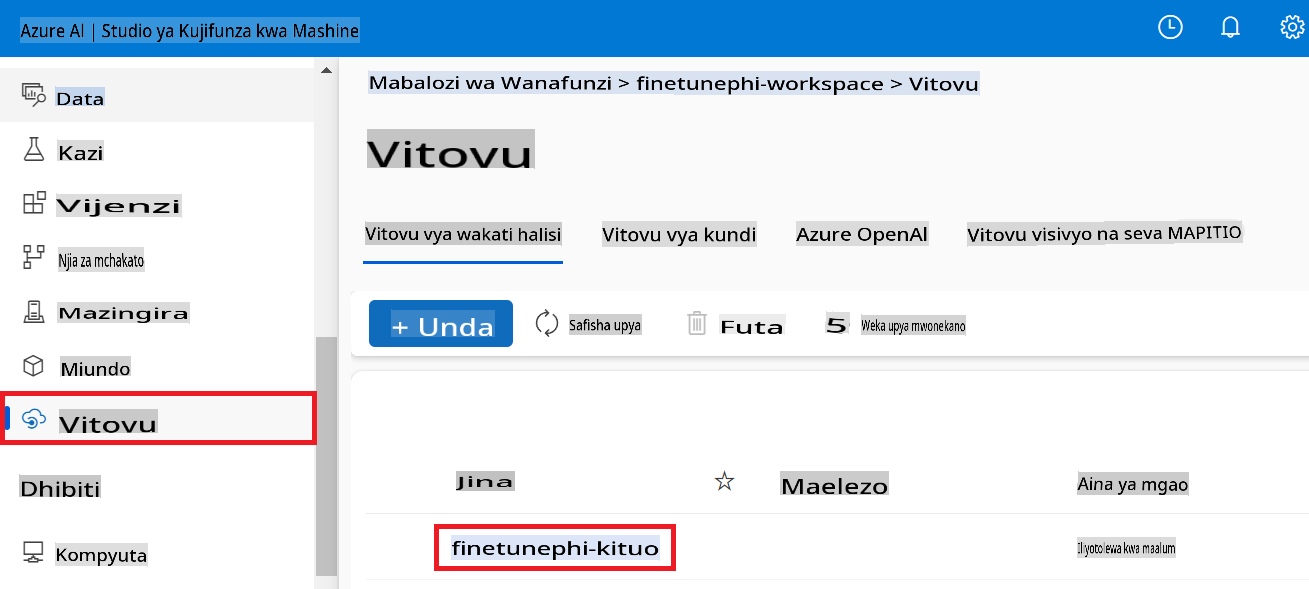 Azure AI | Studio ya Kujifunza kwa Mashine
Data
Kazi
Vijenzi
Njia za mchakato
Mazingira
Miundo
Vitovu
Dhibiti
Kompyuta
Mabalozi wa Wanafunzi > finetunephi-workspace > Vitovu
Vitovu
Vitovu vya wakati halisi Vitovu vya kundi Azure OpenAI Vitovu visivyo na seva MAPITIO
+ Unda Safisha upya Futa 5 Weka upya mwonekano
Jina Maelezo Aina ya mgao
finetunephi-kituo Iliyotolewa kwa maalum